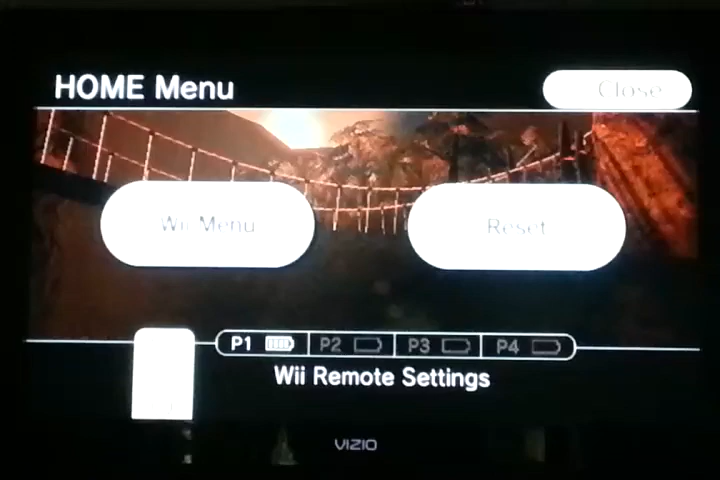 HOME Menu
Close
Wii Menu
Reset
P1 P2 P3 P4
Wii Remote Settings
VIZIO